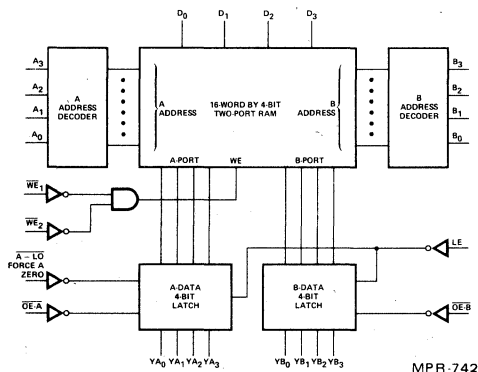 D0 D1 D2 D3
A3
A2
A1
A0
A
ADDRESS
DECODER
A
ADDRESS
16-WORD BY 4-BIT
TWO-PORT RAM
B
ADDRESS
B
ADDRESS
DECODER
B3
B2
B1
B0
A-PORT
WE
B-PORT
WE1
WE2
A - LO
FORCE A
ZERO
OE-A
A-DATA
4-BIT
LATCH
B-DATA
4-BIT
LATCH
LE
OE-B
YA0 YA1 YA2 YA3
YB0 YB1 YB2 YB3
MPR-742